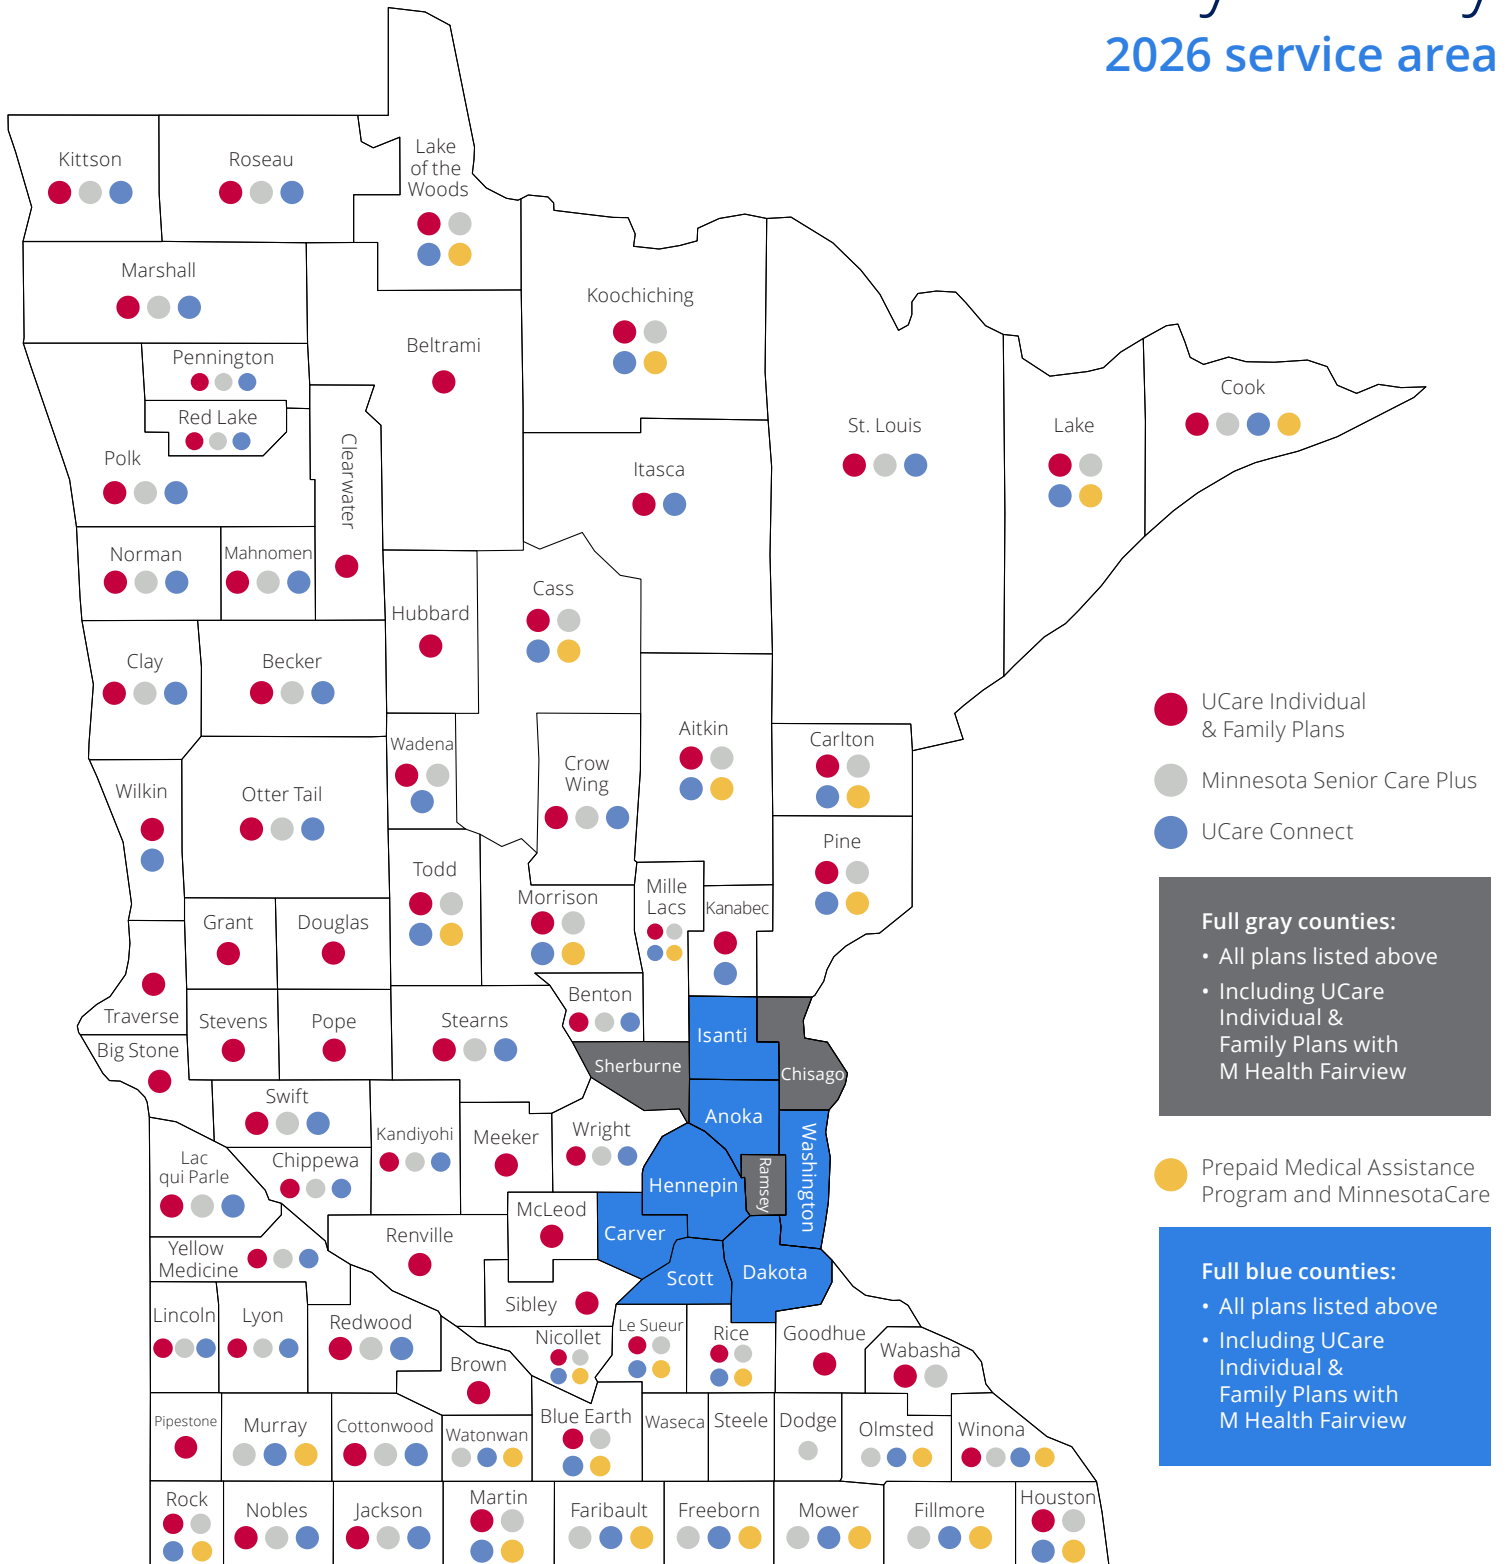 2026 service area
Kittson
Roseau
Lake
of the
Woods
Marshall
Koochiching
Beltrami
Pennington
Red Lake
Polk
Clearwater
Cook
St. Louis
Lake
Itasca
Norman
Mahnomen
Cass
Hubbard
Clay
Becker
Aitkin
Carlton
Wadena
Crow
Wing
Wilkin
Otter Tail
Pine
Todd
Morrison
Mille
Lacs
Kanabec
Grant
Douglas
Traverse
Stevens
Pope
Stearns
Benton
Isanti
Big Stone
Sherburne
Chisago
Swift
Anoka
Kandiyohi
Meeker
Wright
Washington
Lac
qui Parle
Chippewa
Hennepin
Ramsey
McLeod
Carver
Renville
Yellow
Medicine
Scott
Dakota
Sibley
Lincoln
Lyon
Redwood
Nicollet
Le Sueur
Rice
Goodhue
Wabasha
Brown
Pipestone
Murray
Cottonwood
Watonwan
Blue Earth
Waseca
Steele
Dodge
Olmsted
Winona
Rock
Nobles
Jackson
Martin
Faribault
Freeborn
Mower
Fillmore
Houston
UCare Individual
& Family Plans
Minnesota Senior Care Plus
UCare Connect
Full gray counties:
• All plans listed above
• Including UCare
Individual &
Family Plans with
M Health Fairview
Prepaid Medical Assistance
Program and MinnesotaCare
Full blue counties:
• All plans listed above
• Including UCare
Individual &
Family Plans with
M Health Fairview